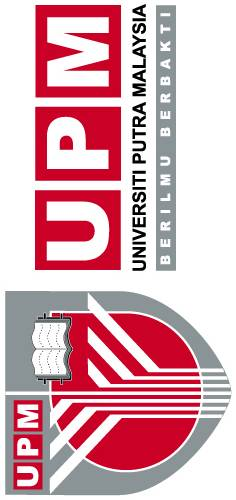 UPM
UPM
UNIVERSITI PUTRA MALAYSIA
BERILMU BERBAKTI